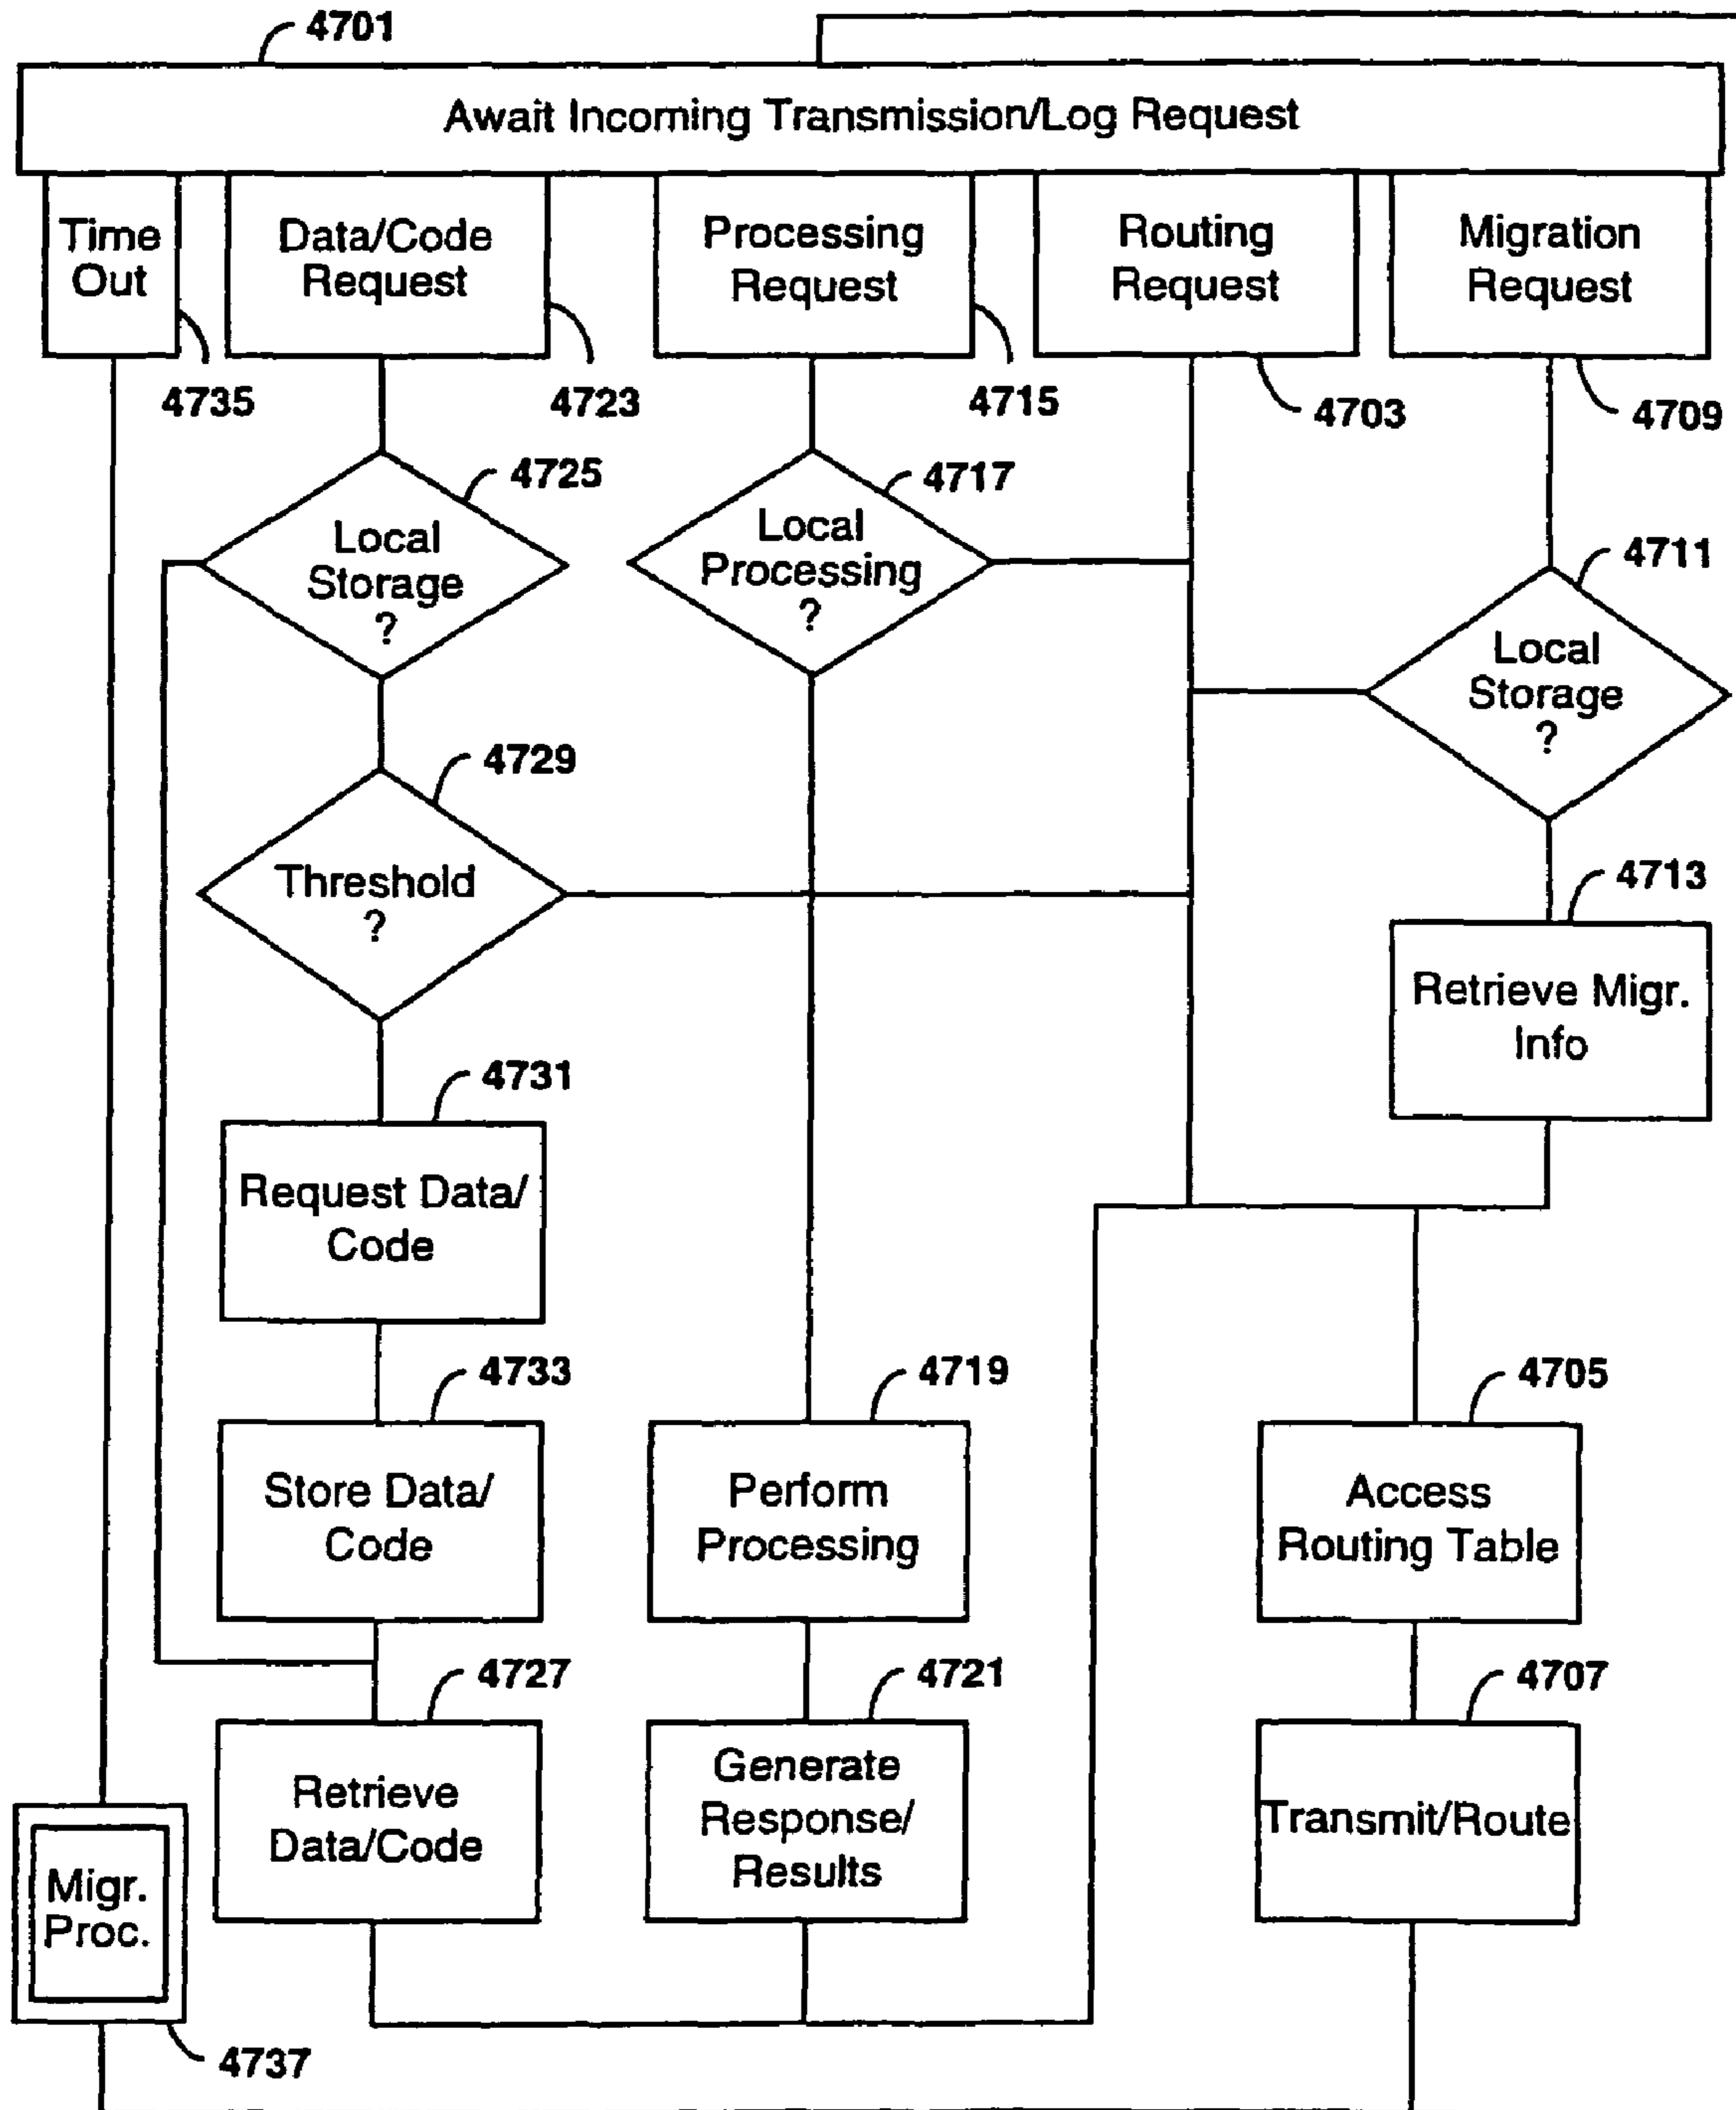 4701
Await Incoming Transmission/Log Request
Time
Out
Data/Code
Request
Processing
Request
Routing
Request
Migration
Request
4735
4723
4715
4703
4709
4725
Local
Storage
?
4717
Local
Processing
?
4711
Local
Storage
?
4729
Threshold
?
4713
Retrieve Migr.
Info
4731
Request Data/
Code
4733
Store Data/
Code
4719
Perform
Processing
4705
Access
Routing Table
4727
Retrieve
Data/Code
4721
Generate
Response/
Results
4707
Transmit/Route
Migr.
Proc.
4737